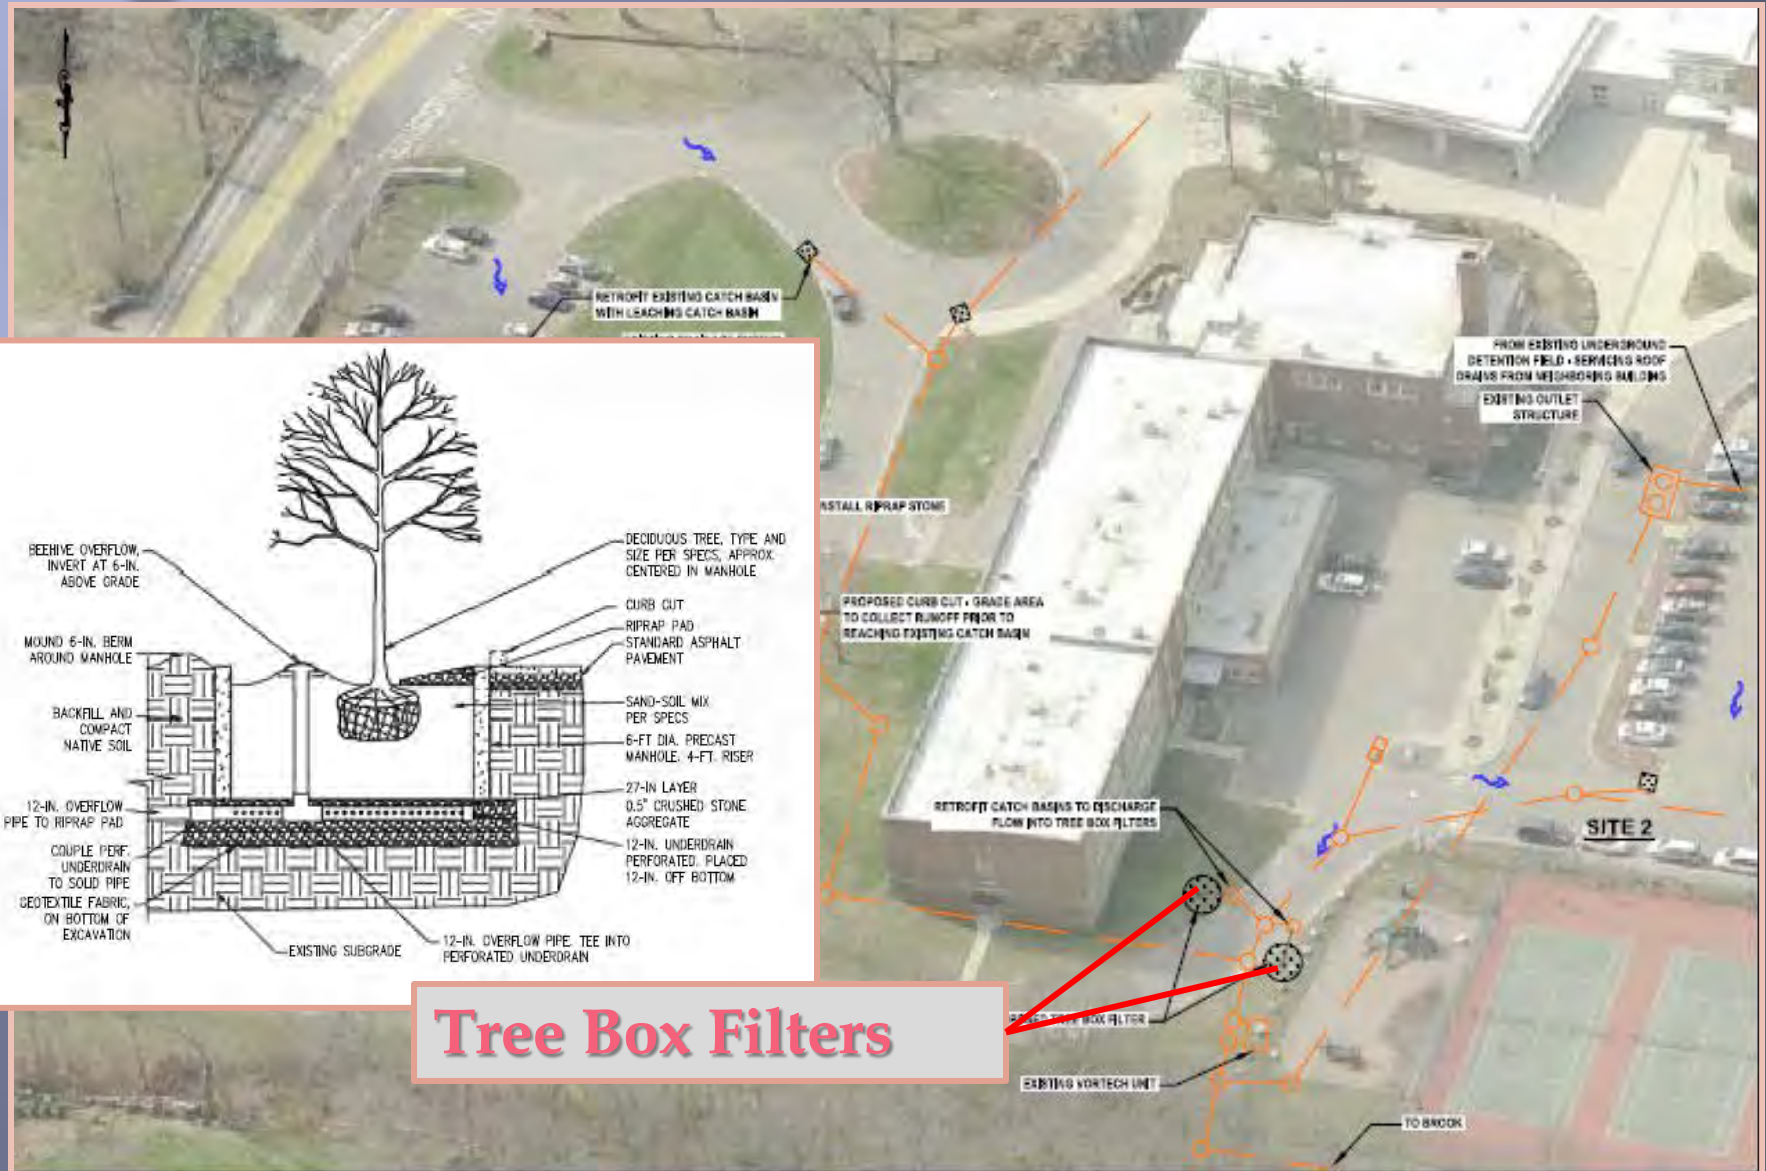 RETROFIT EXISTING CATCH BASIN
WITH LEACHING CATCH BASIN
FROM EXISTING UNDERGROUND
DETENTION FIELD - SERVICING ROOF
DRAINS FROM NEIGHBORING BUILDING
EXISTING OUTLET
STRUCTURE
NSTALL RIPRAP STONE
PROPOSED CURB CUT - GRADE AREA
TO COLLECT RUNOFF PRIOR TO
REACHING EXISTING CATCH BASIN
BEEHIVE OVERFLOW,
INVERT AT 6-IN.
ABOVE GRADE
MOUND 6-IN. BERM
AROUND MANHOLE
BACKFILL AND
COMPACT
NATIVE SOIL
12-IN. OVERFLOW
PIPE TO RIPRAP PAD
COUPLE PERF.
UNDERDRAIN
TO SOLID PIPE
GEOTEXTILE FABRIC,
ON BOTTOM OF
EXCAVATION
EXISTING SUBGRADE
12-IN. OVERFLOW PIPE. TEE INTO
PERFORATED UNDERDRAIN
DECIDUOUS TREE, TYPE AND
SIZE PER SPECS, APPROX.
CENTERED IN MANHOLE
CURB CUT
RIPRAP PAD
STANDARD ASPHALT
PAVEMENT
SAND-SOIL MIX
PER SPECS
6-FT DIA. PRECAST
MANHOLE. 4-FT. RISER
27-IN LAYER
0.5" CRUSHED STONE
AGGREGATE
12-IN. UNDERDRAIN
PERFORATED, PLACED
12-IN. OFF BOTTOM
RETROFIT CATCH BASINS TO DISCHARGE
FLOW INTO TREE BOX FILTERS
SITE 2
Tree Box Filters
TREE BOX FILTER
EXISTING VORTECH UNIT
TO BROOK